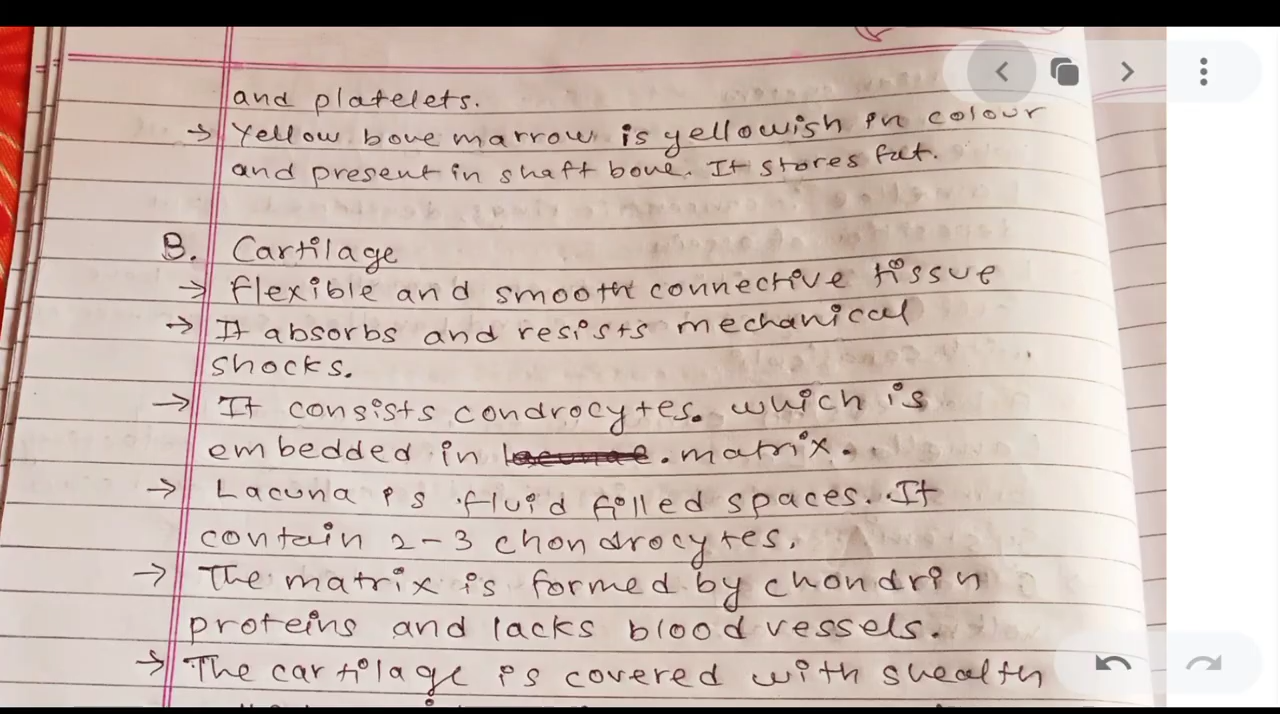 and platelets.
→ Yellow bone marrow is yellowish in colour
and present in shaft bone. It stores fat.
B. Cartilage
→ flexible and smooth connective tissue
→ It absorbs and resists mechanical
shocks.
→ It consists condrocytes. which is
embedded in lacunae. matrix.
→ Lacuna is fluid filled spaces. It
contain 2-3 chondrocytes.
→ The matrix is formed by chondrin
proteins and lacks blood vessels.
→ The cartilage is covered with shealth